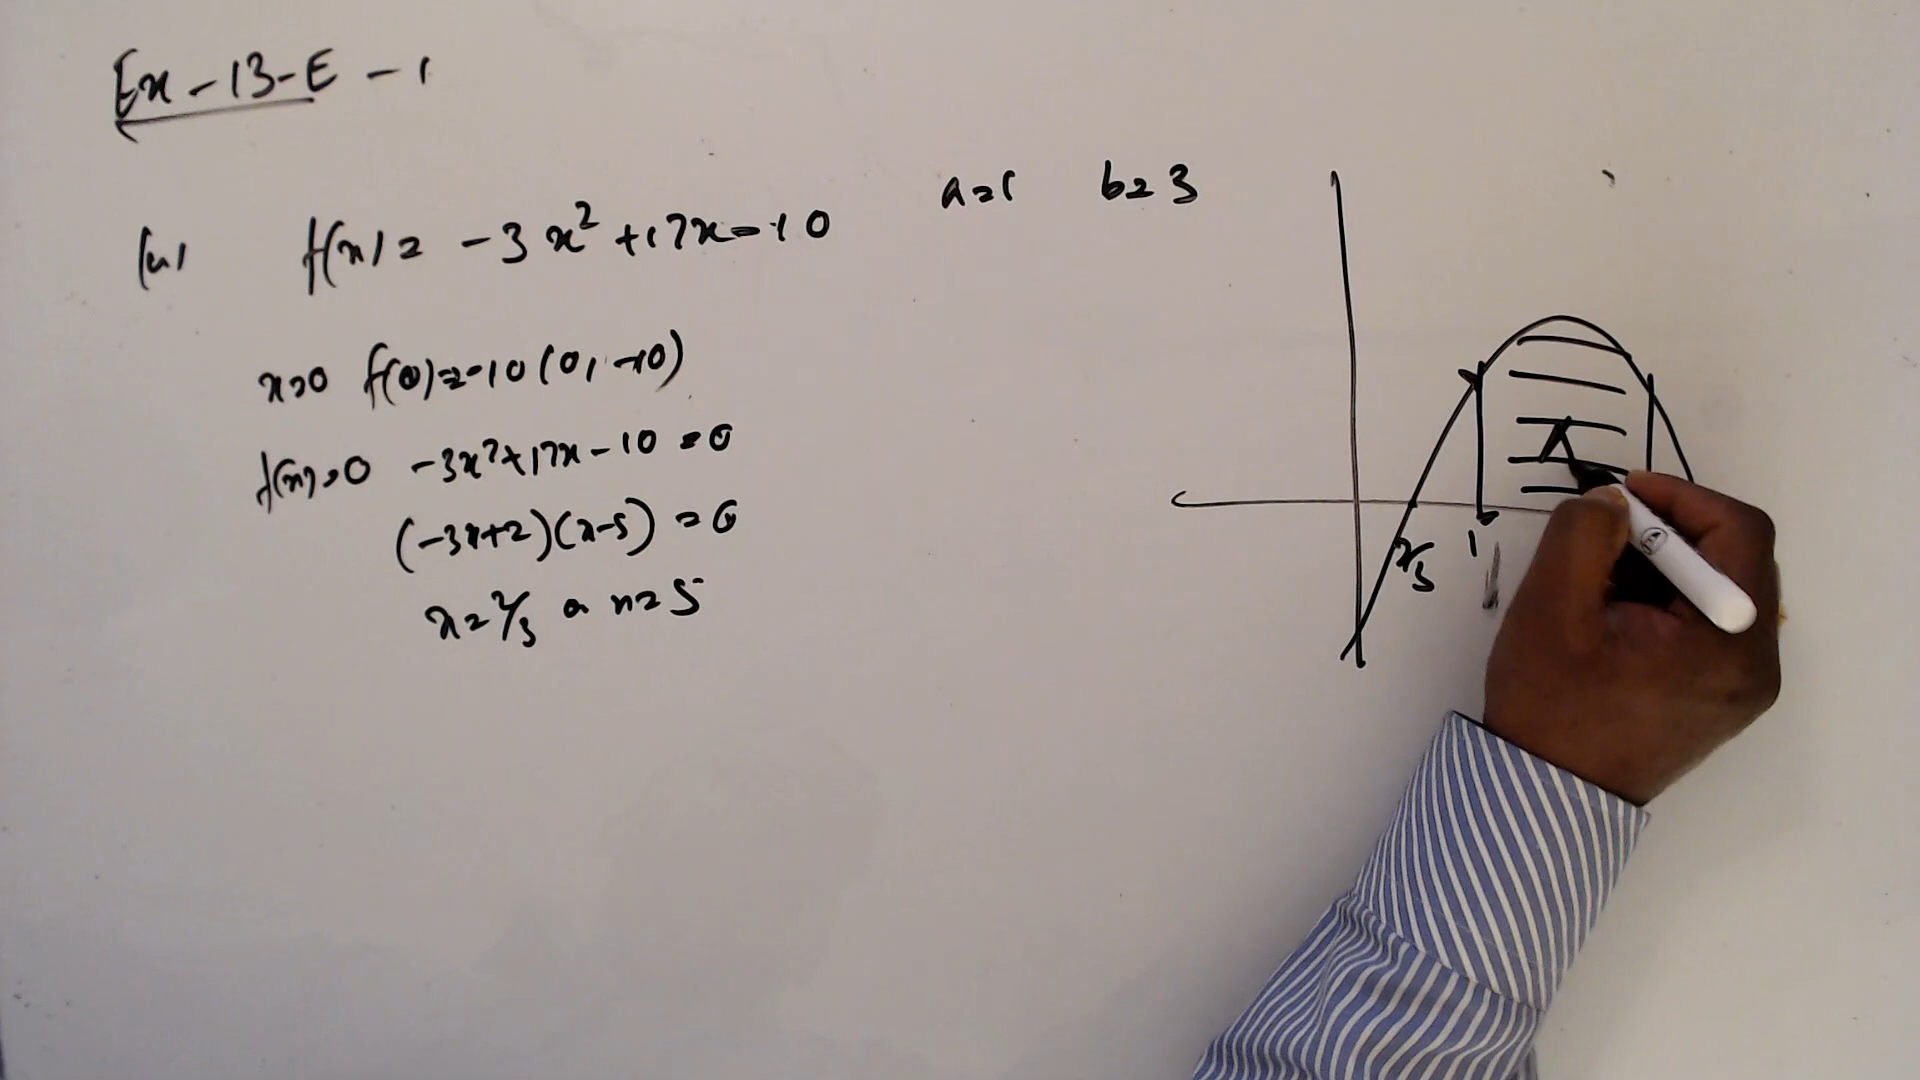 Ex-13-E-1
a=1 b=3
(a) f(x)= -3x²+17x-10
x=0 f(0)=-10 (0,-10)
f(x)=0 -3x²+17x-10=0
(-3x+2)(x-5)=0
x=2/3 or x=5
A
2/3 1